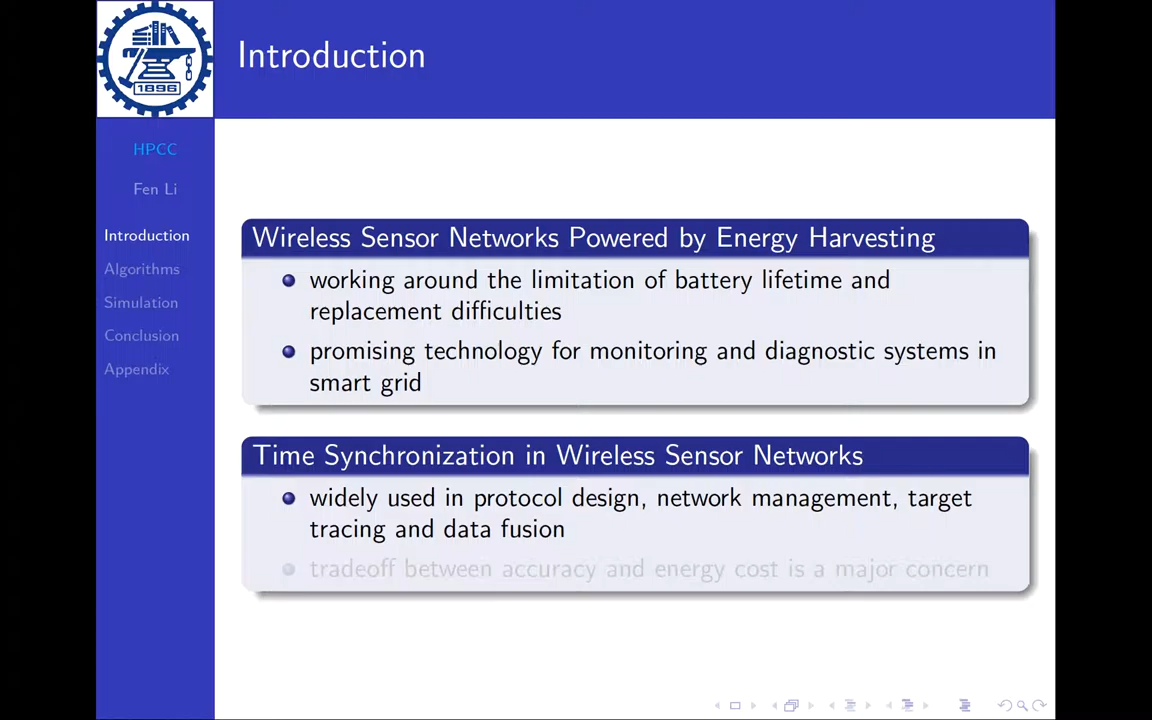 1896
Introduction
HPCC
Fen Li
Introduction
Algorithms
Simulation
Conclusion
Appendix
Wireless Sensor Networks Powered by Energy Harvesting
working around the limitation of battery lifetime and
replacement difficulties
promising technology for monitoring and diagnostic systems in
smart grid
Time Synchronization in Wireless Sensor Networks
widely used in protocol design, network management, target
tracing and data fusion
tradeoff between accuracy and energy cost is a major concern